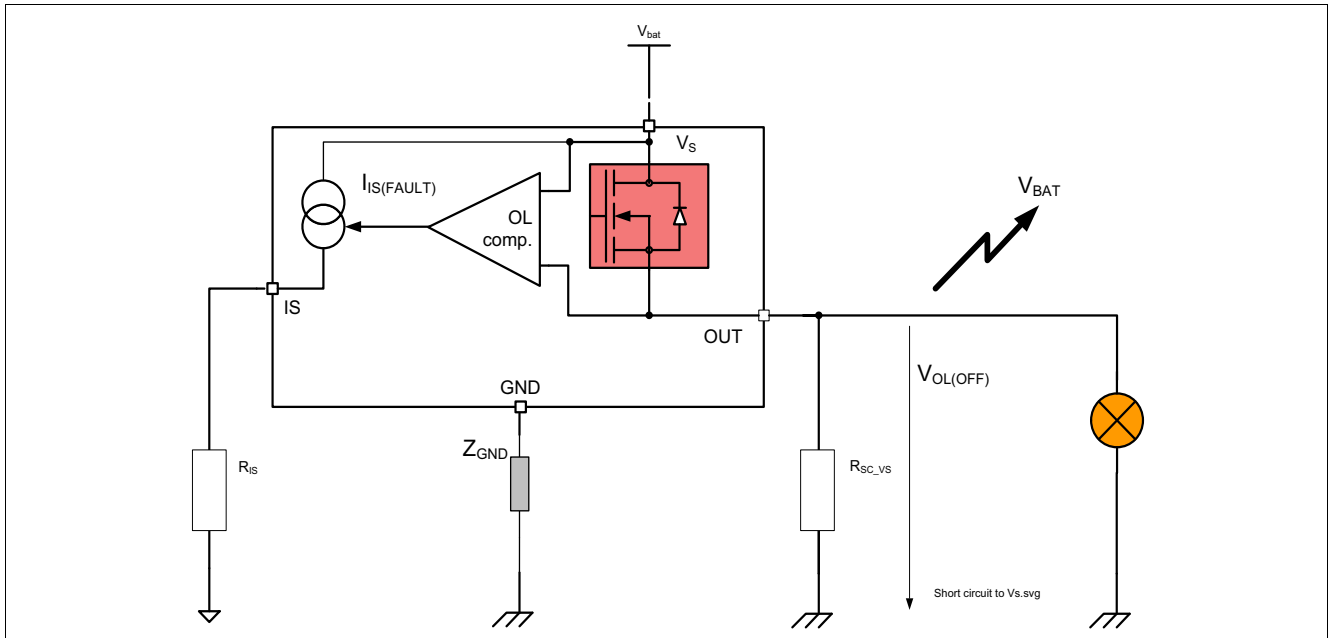 Vbat
VS
IIS(FAULT)
OL
comp.
VBAT
IS
OUT
VOL(OFF)
GND
ZGND
RIS
RSC_VS
Short circuit to Vs.svg